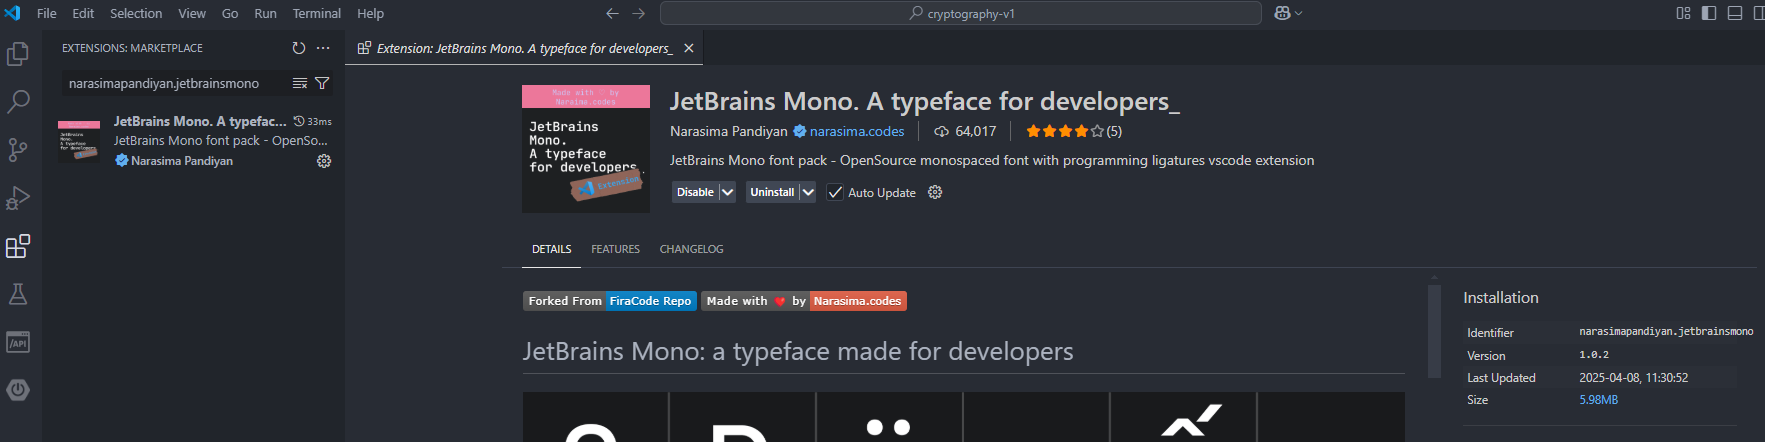 File Edit Selection View Go Run Terminal Help
cryptography-v1
EXTENSIONS: MARKETPLACE
narasimapandiyan.jetbrainsmono
JetBrains Mono. A typefac... 33ms
JetBrains Mono font pack - OpenSo...
Narasima Pandiyan
/API
Extension: JetBrains Mono. A typeface for developers_
Made with ♡ by
Narasima.codes
JetBrains
Mono.
A typeface
for developers_
Extension
JetBrains Mono. A typeface for developers_
Narasima Pandiyan narasima.codes 64,017 (5)
JetBrains Mono font pack - OpenSource monospaced font with programming ligatures vscode extension
Disable Uninstall Auto Update
DETAILS FEATURES CHANGELOG
Forked From FiraCode Repo Made with ❤ by Narasima.codes
JetBrains Mono: a typeface made for developers
Installation
Identifier narasimapandiyan.jetbrainsmono
Version 1.0.2
Last Updated 2025-04-08, 11:30:52
Size 5.98MB